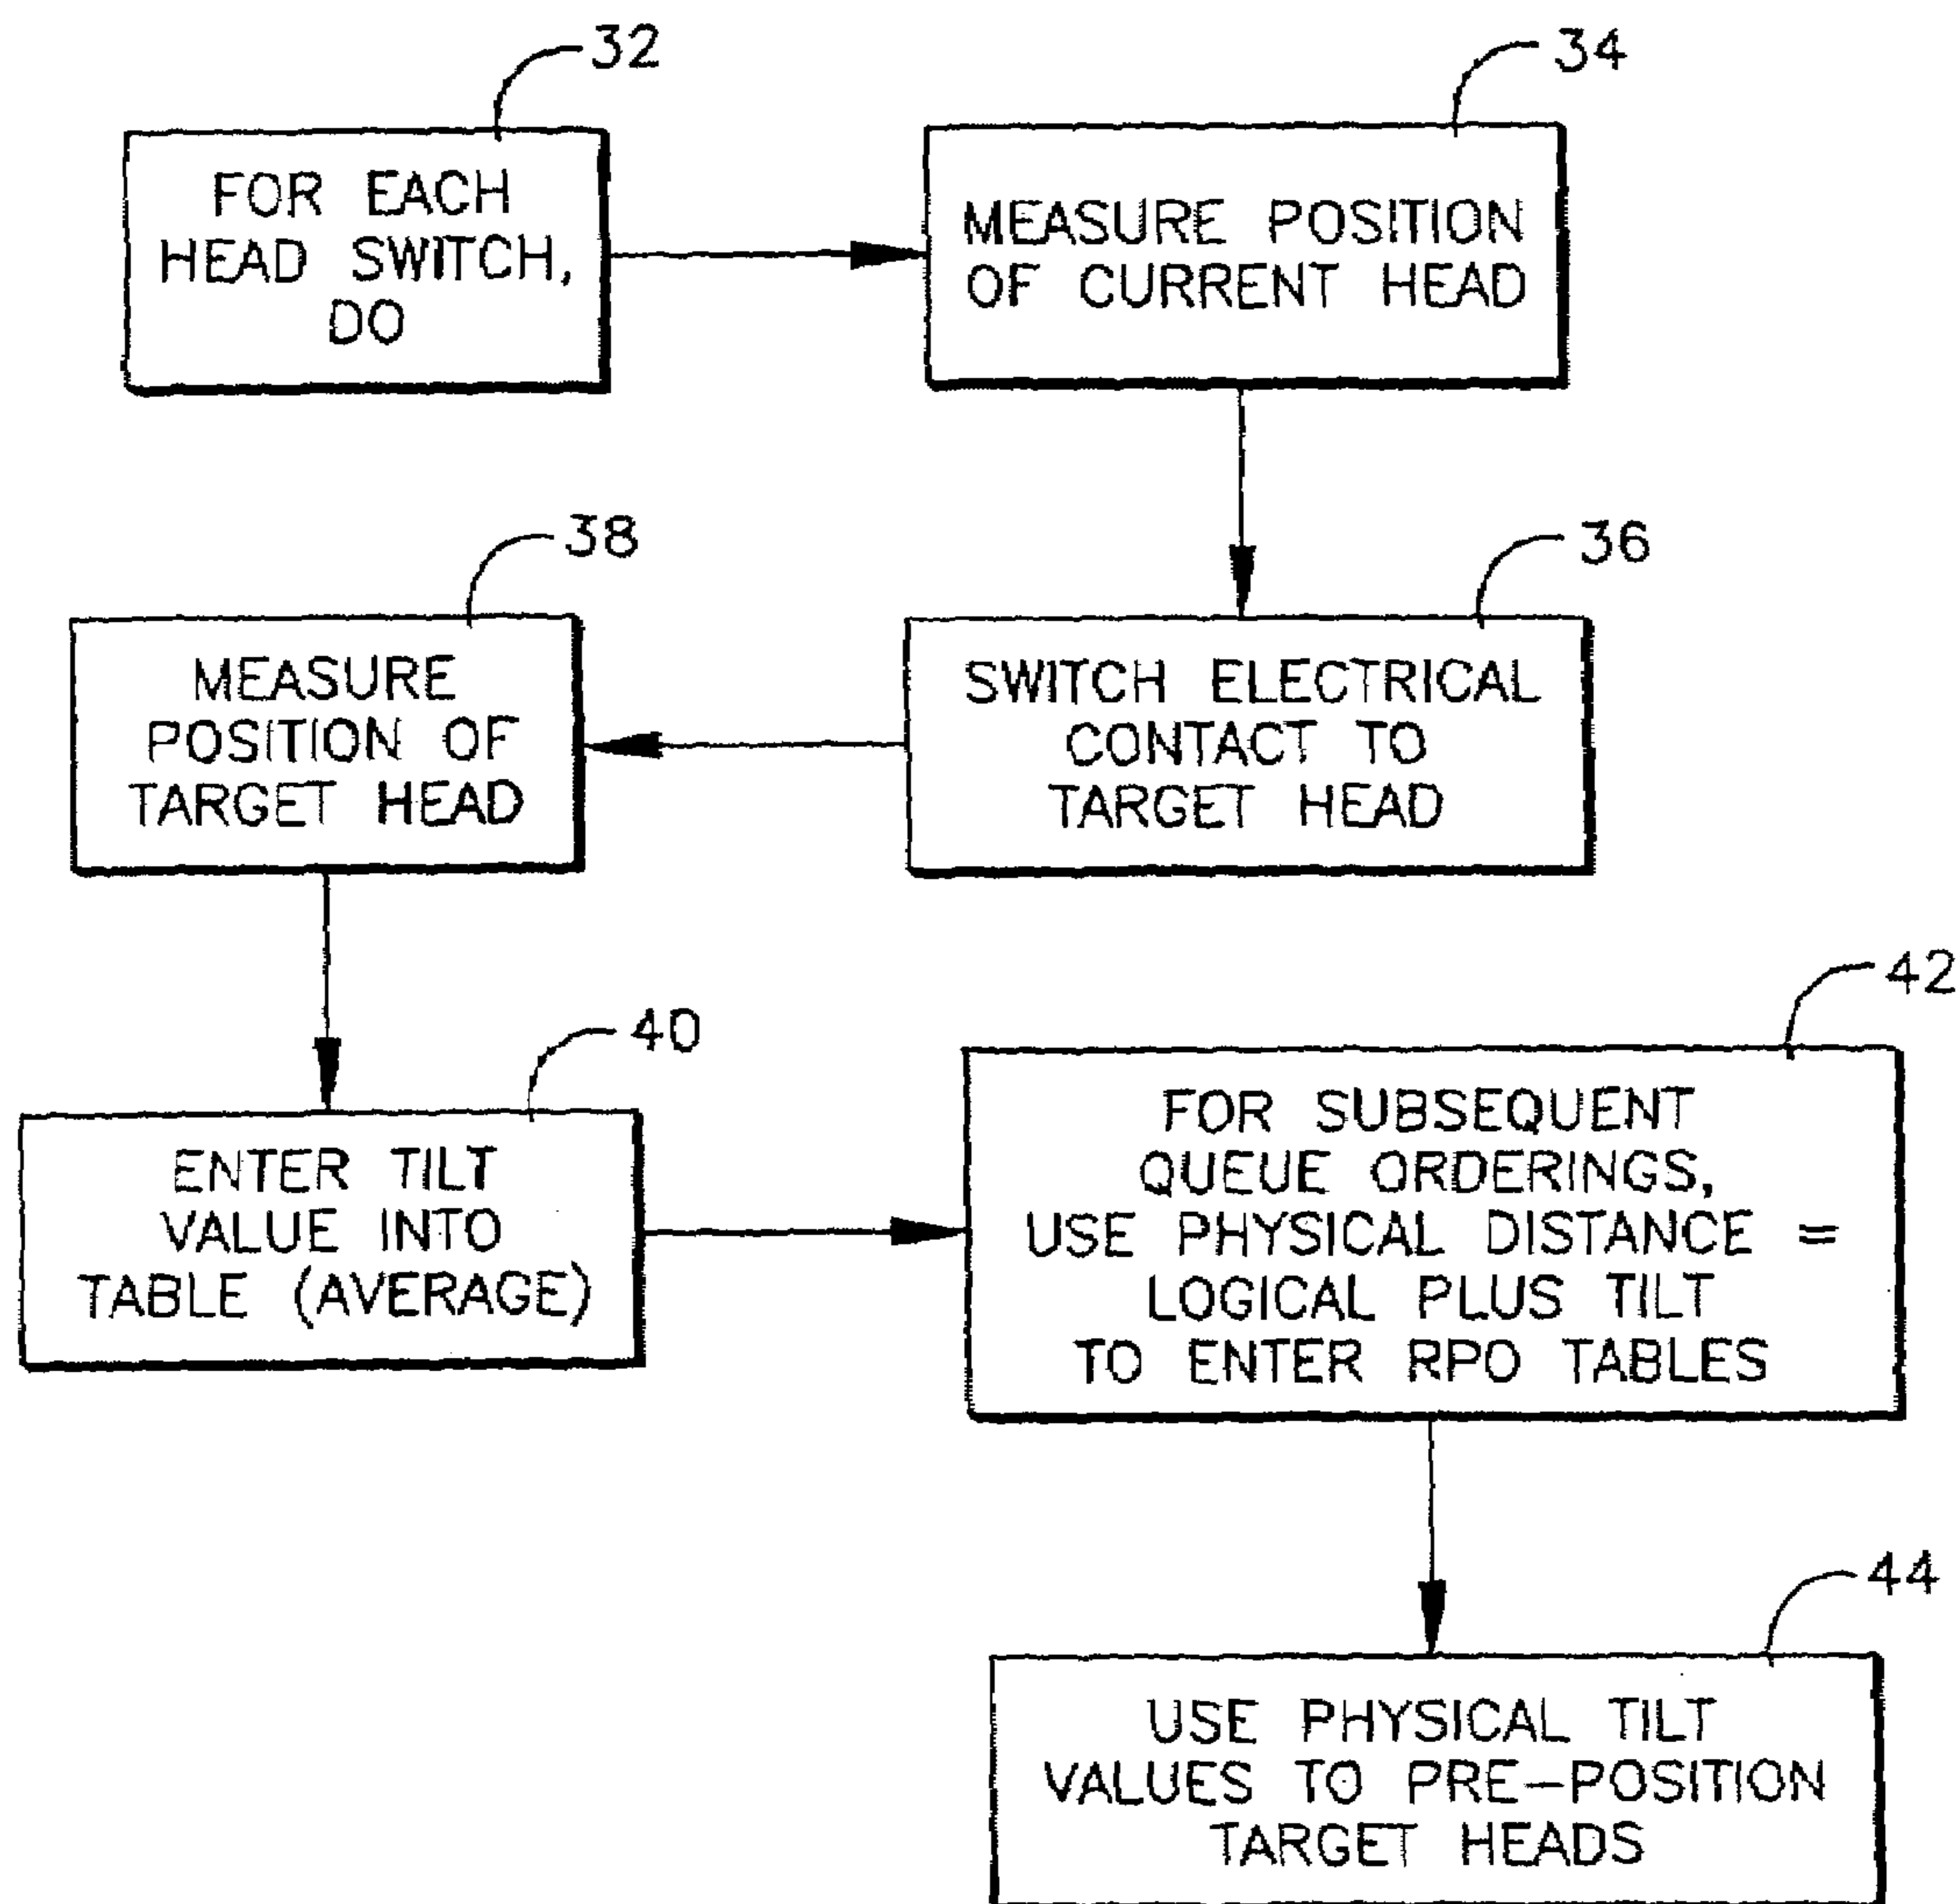 32
FOR EACH
HEAD SWITCH,
DO
34
MEASURE POSITION
OF CURRENT HEAD
36
SWITCH ELECTRICAL
CONTACT TO
TARGET HEAD
38
MEASURE
POSITION OF
TARGET HEAD
40
ENTER TILT
VALUE INTO
TABLE (AVERAGE)
42
FOR SUBSEQUENT
QUEUE ORDERINGS,
USE PHYSICAL DISTANCE =
LOGICAL PLUS TILT
TO ENTER RPO TABLES
44
USE PHYSICAL TILT
VALUES TO PRE-POSITION
TARGET HEADS